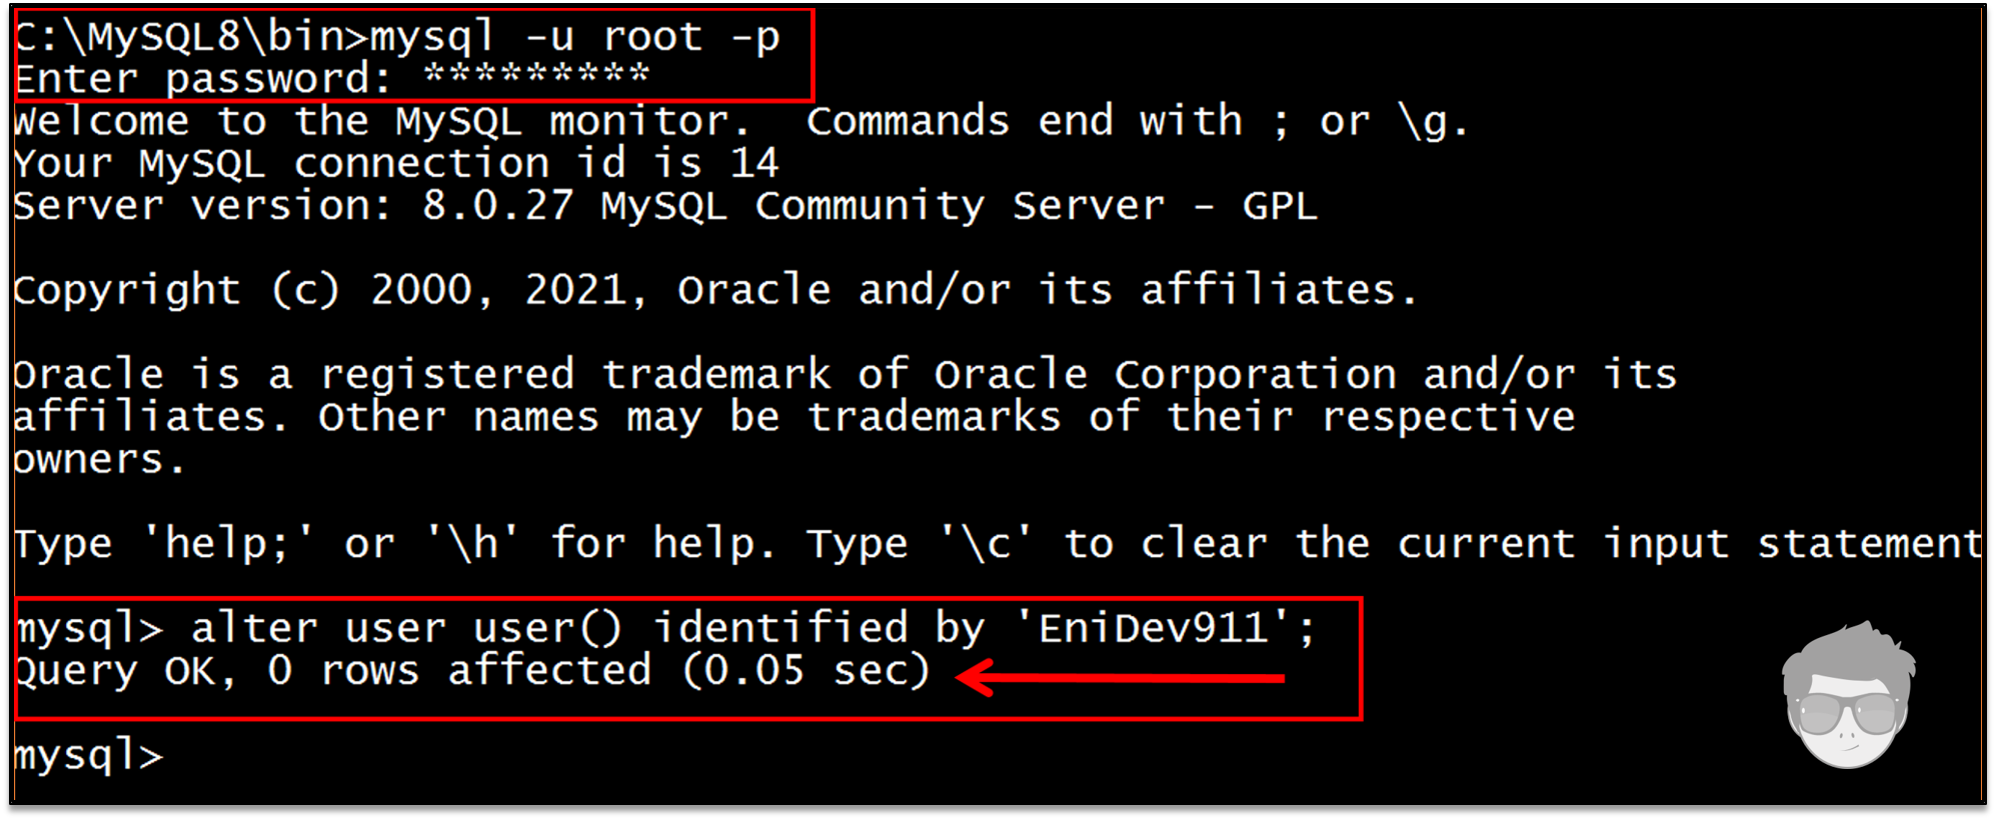 C:\MySQL8\bin>mysql -u root -p
Enter password: *********
Welcome to the MySQL monitor.  Commands end with ; or \g.
Your MySQL connection id is 14
Server version: 8.0.27 MySQL Community Server - GPL
Copyright (c) 2000, 2021, Oracle and/or its affiliates.
Oracle is a registered trademark of Oracle Corporation and/or its
affiliates. Other names may be trademarks of their respective
owners.
Type 'help;' or '\h' for help. Type '\c' to clear the current input statement
mysql> alter user user() identified by 'EniDev911';
Query OK, 0 rows affected (0.05 sec)
mysql>